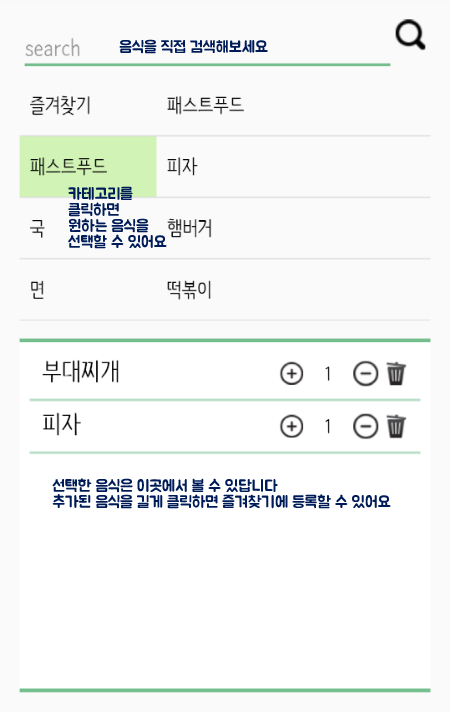 search 음식을 직접 검색해보세요
즐겨찾기 패스트푸드
패스트푸드 피자
카테고리를
클릭하면
국 원하는 음식을 햄버거
선택할 수 있어요
면 떡볶이
부대찌개 1
피자 1
선택한 음식은 이곳에서 볼 수 있답니다
추가된 음식을 길게 클릭하면 즐겨찾기에 등록할 수 있어요